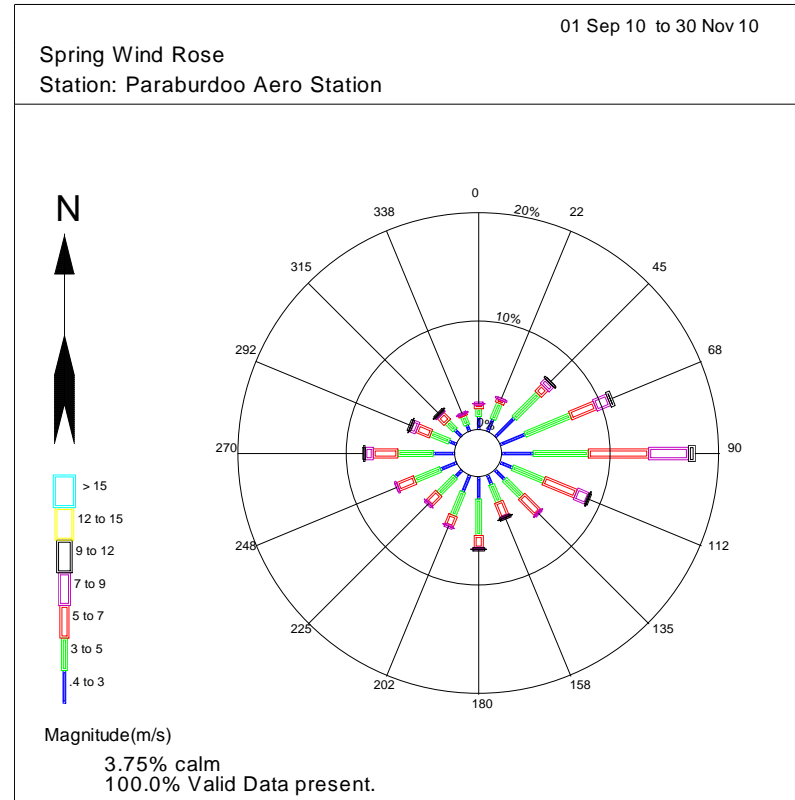 01 Sep 10 to 30 Nov 10
Spring Wind Rose
Station: Paraburdoo Aero Station
N
0
20%
22
338
45
315
10%
68
292
0%
90
270
112
248
135
225
158
202
180
> 15
12 to 15
9 to 12
7 to 9
5 to 7
3 to 5
.4 to 3
Magnitude(m/s)
3.75% calm
100.0% Valid Data present.